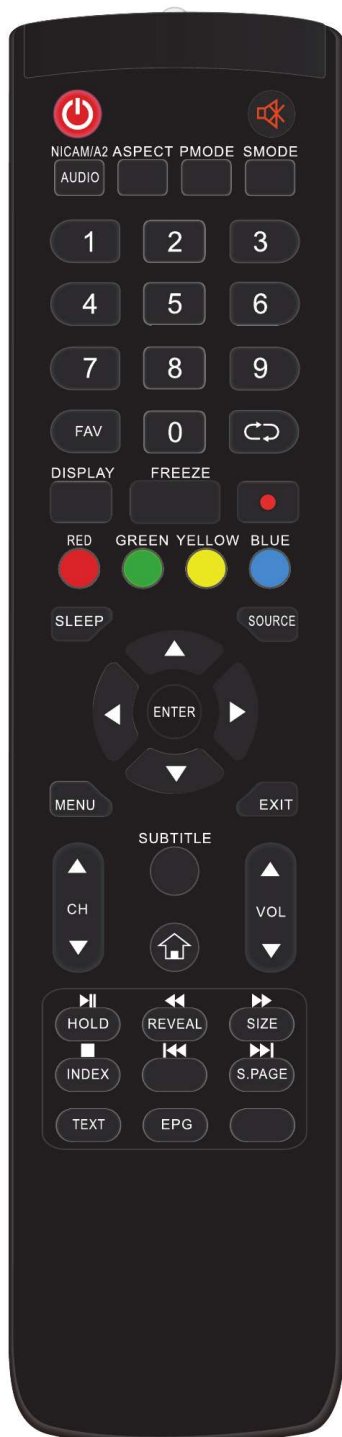 NICAM/A2 ASPECT PMODE SMODE
AUDIO
1 2 3
4 5 6
7 8 9
FAV 0
DISPLAY FREEZE
RED GREEN YELLOW BLUE
SLEEP SOURCE
ENTER
MENU EXIT
SUBTITLE
CH VOL
HOLD REVEAL SIZE
INDEX S.PAGE
TEXT EPG